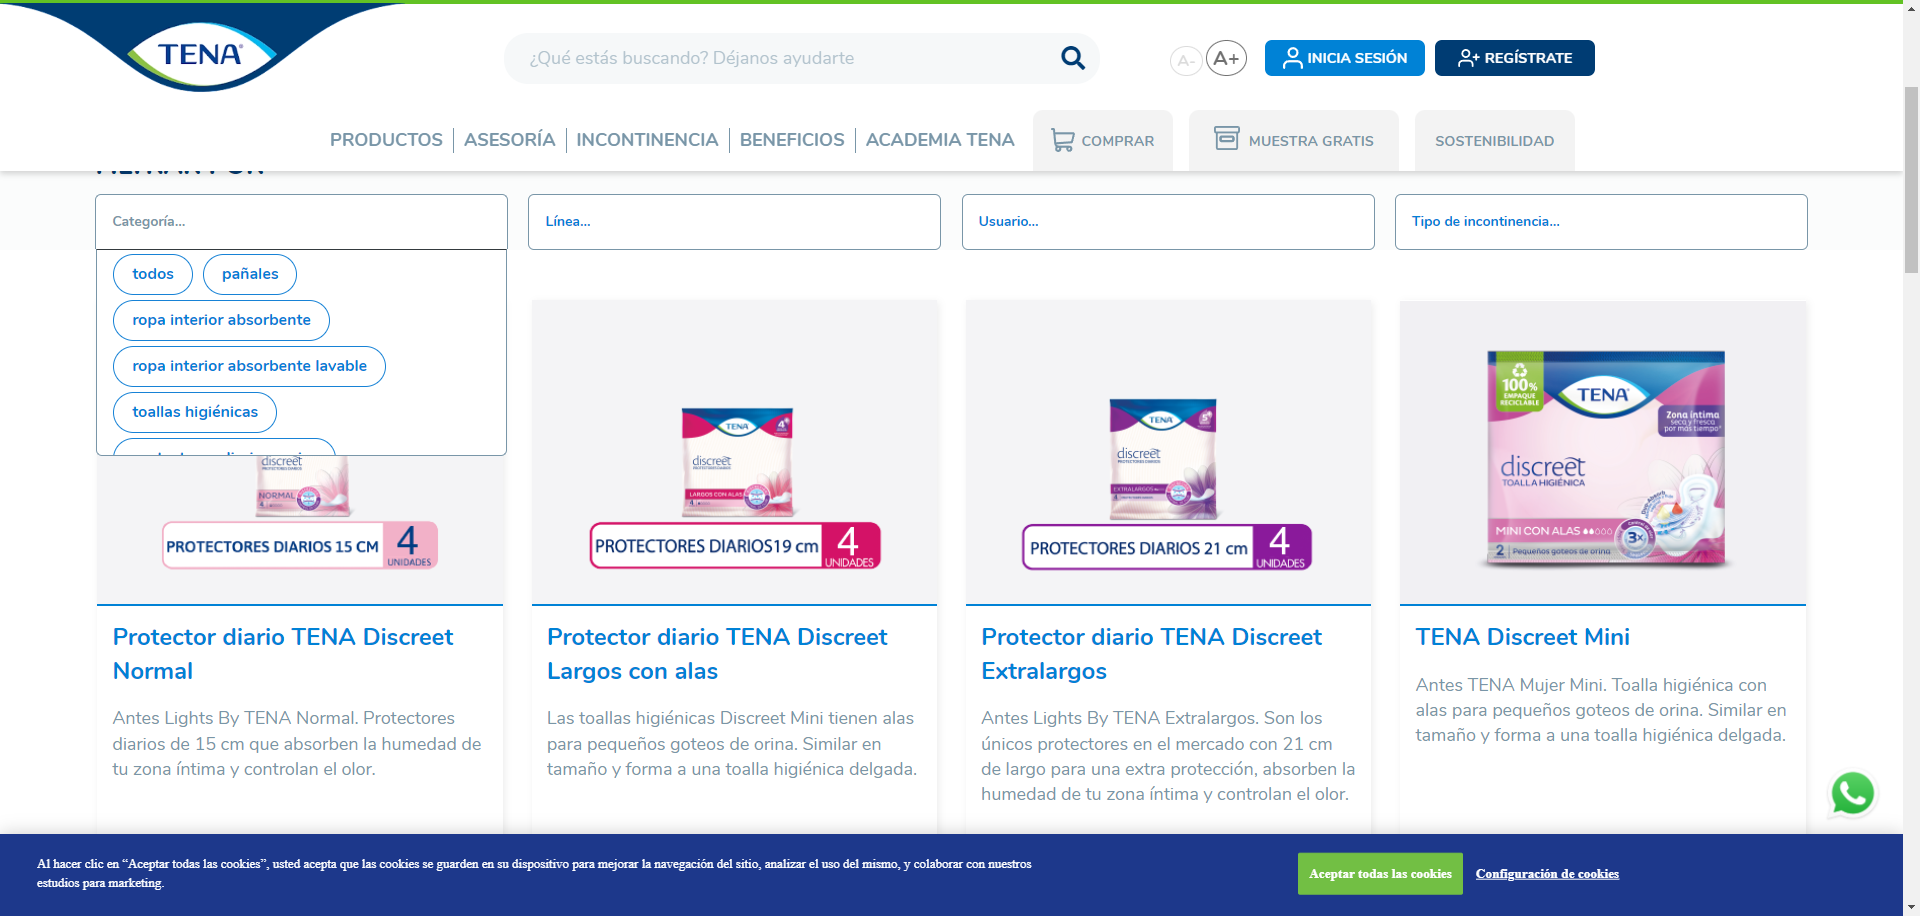 TENA
¿Qué estás buscando? Déjanos ayudarte
A-
A+
INICIA SESIÓN
REGÍSTRATE
PRODUCTOS
ASESORÍA
INCONTINENCIA
BENEFICIOS
ACADEMIA TENA
COMPRAR
MUESTRA GRATIS
SOSTENIBILIDAD
Categoría...
Línea...
Usuario...
Tipo de incontinencia...
todos
pañales
ropa interior absorbente
ropa interior absorbente lavable
toallas higiénicas
discreet
PROTECTORES DIARIOS
NORMAL
4
PROTECTORES DIARIOS 15 CM
4
UNIDADES
TENA
4
discreet
PROTECTORES DIARIOS
LARGOS CON ALAS
4
PROTECTORES DIARIOS 19 cm
4
UNIDADES
TENA
discreet
PROTECTORES DIARIOS
EXTRALARGOS
4
PROTECTORES DIARIOS 21 cm
4
UNIDADES
100%
EMPAQUE
RECICLABLE
TENA
Zona íntima
seca y fresca
por más tiempo*
discreet
TOALLA HIGIÉNICA
MINI CON ALAS
3x
2 Pequeños goteos de orina
Protector diario TENA Discreet
Normal
Antes Lights By TENA Normal. Protectores
diarios de 15 cm que absorben la humedad de
tu zona íntima y controlan el olor.
Protector diario TENA Discreet
Largos con alas
Las toallas higiénicas Discreet Mini tienen alas
para pequeños goteos de orina. Similar en
tamaño y forma a una toalla higiénica delgada.
Protector diario TENA Discreet
Extralargos
Antes Lights By TENA Extralargos. Son los
únicos protectores en el mercado con 21 cm
de largo para una extra protección, absorben la
humedad de tu zona íntima y controlan el olor.
TENA Discreet Mini
Antes TENA Mujer Mini. Toalla higiénica con
alas para pequeños goteos de orina. Similar en
tamaño y forma a una toalla higiénica delgada.
Al hacer clic en “Aceptar todas las cookies”, usted acepta que las cookies se guarden en su dispositivo para mejorar la navegación del sitio, analizar el uso del mismo, y colaborar con nuestros
estudios para marketing.
Aceptar todas las cookies
Configuración de cookies